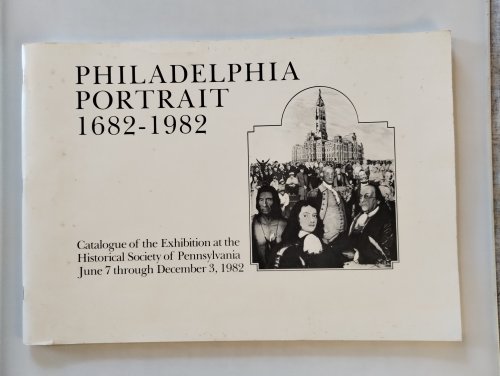 PHILADELPHIA
PORTRAIT
1682-1982
Catalogue of the Exhibition at the
Historical Society of Pennsylvania
June 7 through December 3, 1982